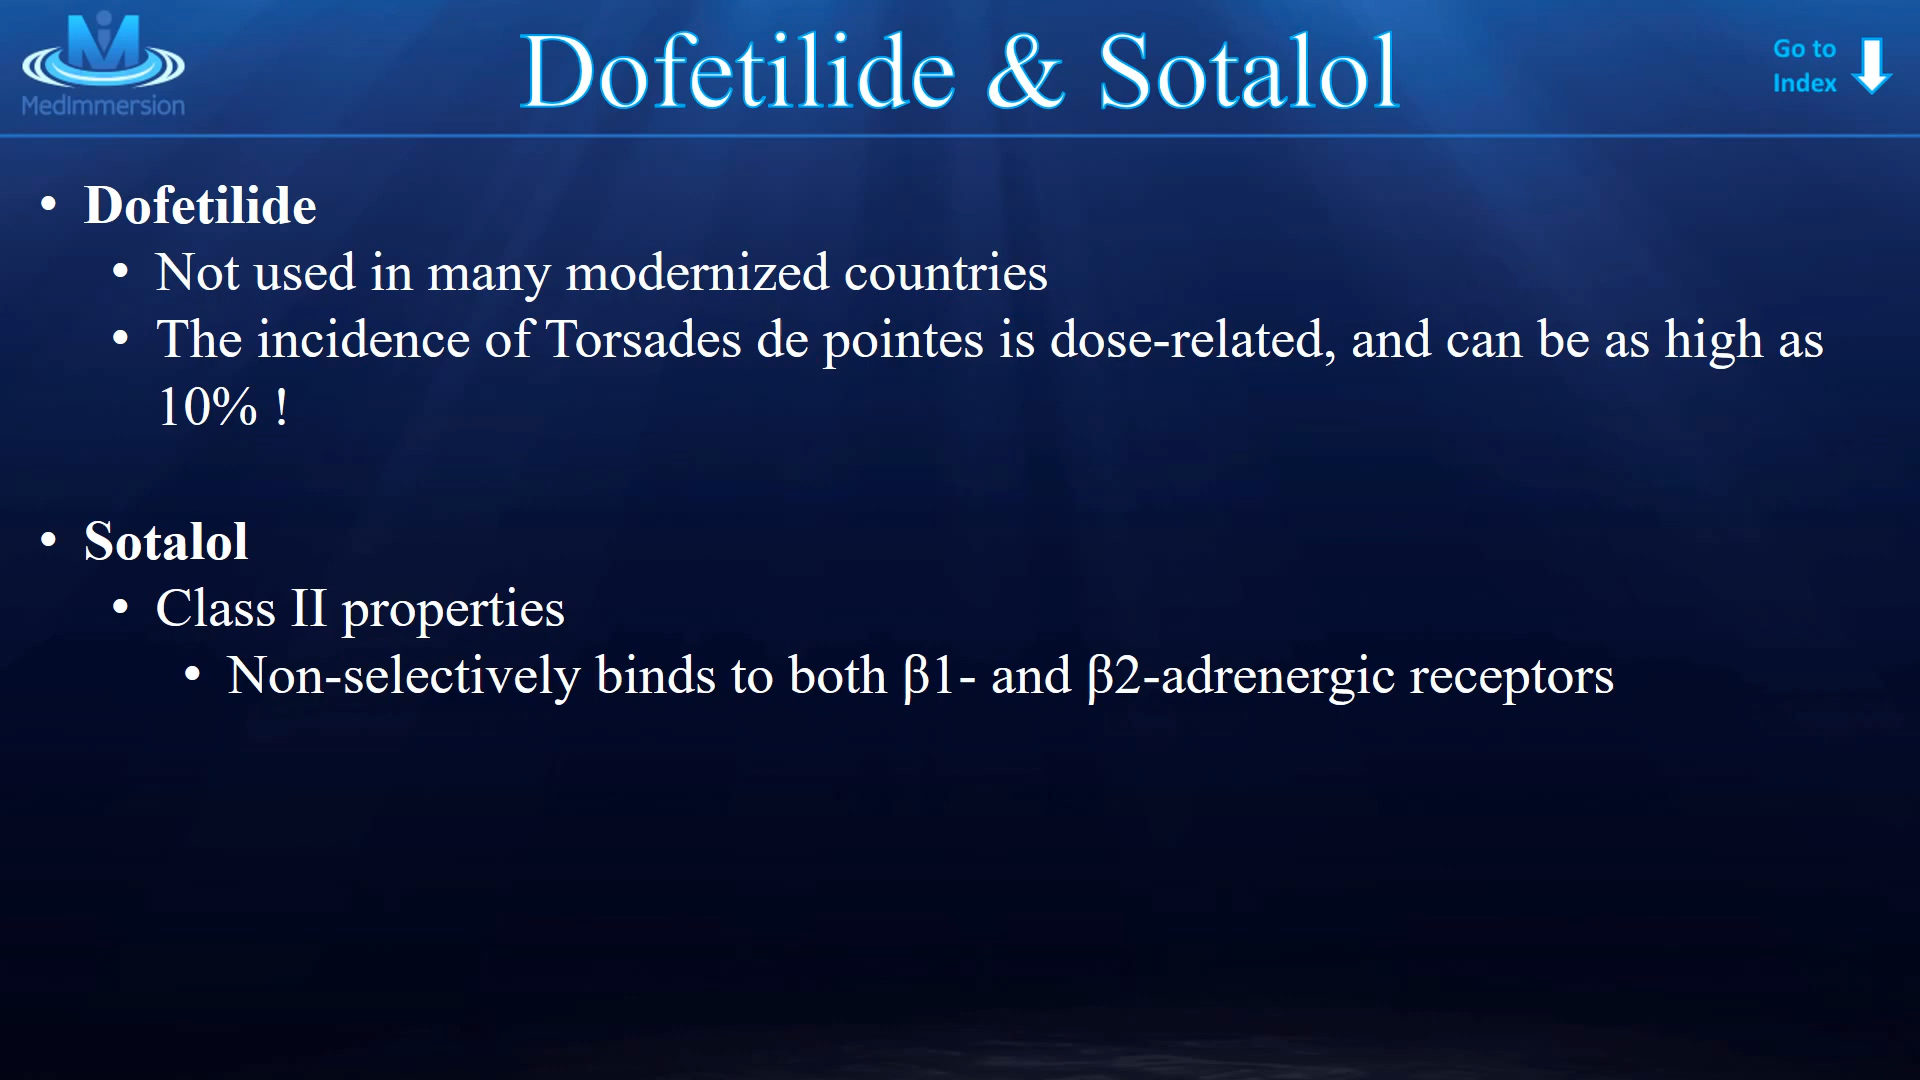 MedImmersion
Dofetilide & Sotalol
Go to
Index
• Dofetilide
• Not used in many modernized countries
• The incidence of Torsades de pointes is dose-related, and can be as high as
10% !
• Sotalol
• Class II properties
• Non-selectively binds to both β1- and β2-adrenergic receptors